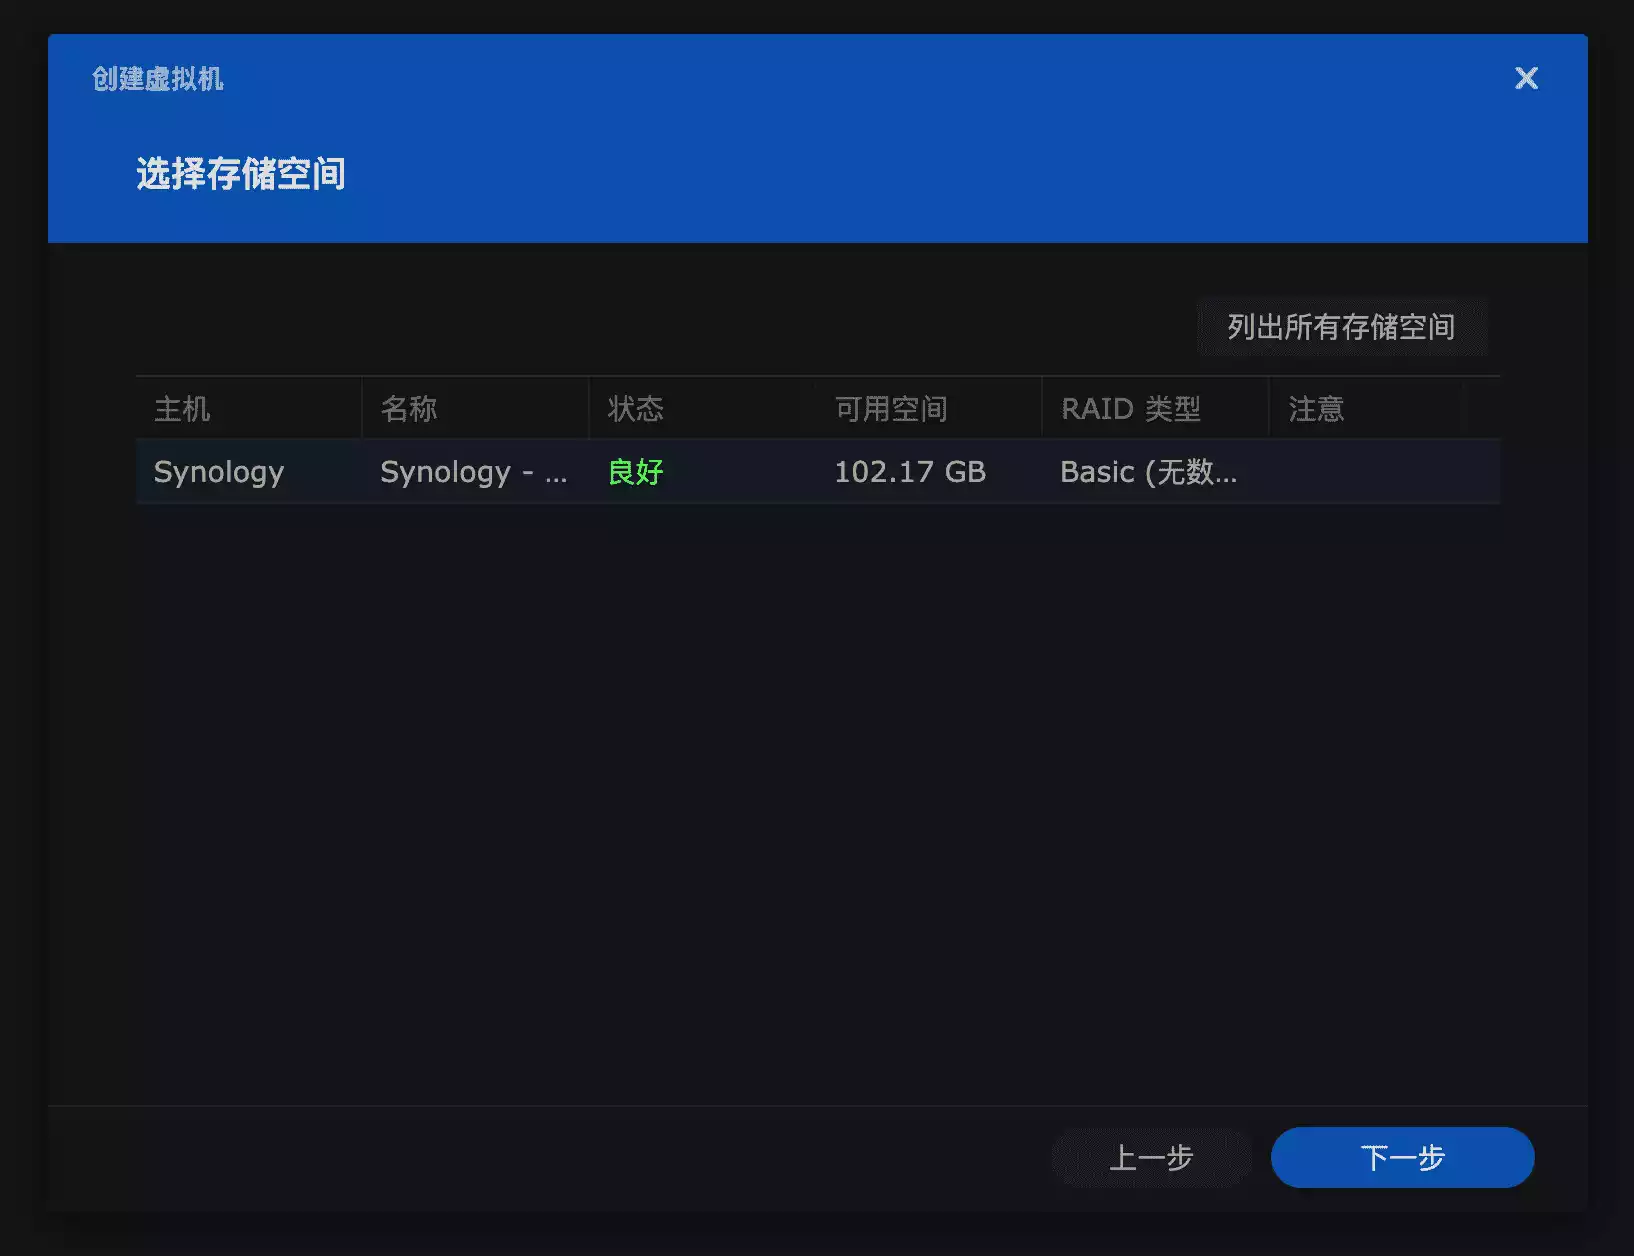 创建虚拟机
选择存储空间
列出所有存储空间
主机 名称 状态 可用空间 RAID 类型 注意
Synology Synology - ... 良好 102.17 GB Basic (无数...
上一步 下一步